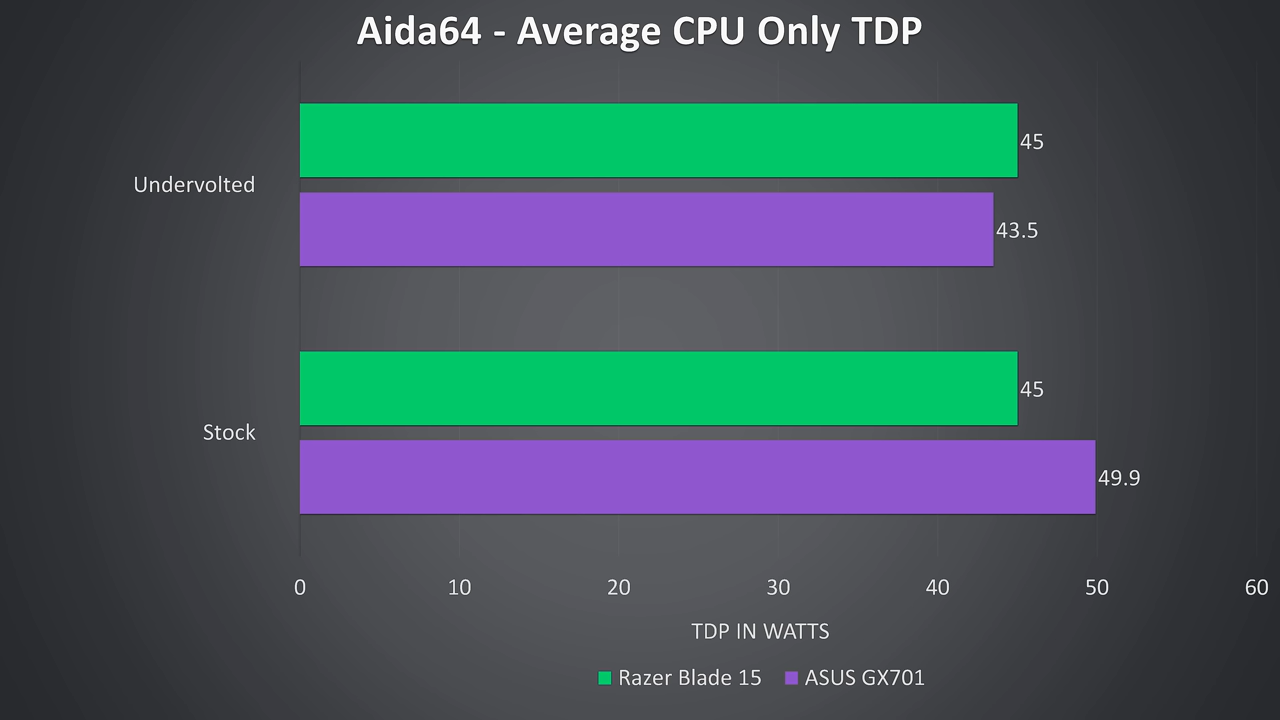 Aida64 - Average CPU Only TDP
45
Undervolted
43.5
45
Stock
49.9
0 10 20 30 40 50 60
TDP IN WATTS
Razer Blade 15 ASUS GX701